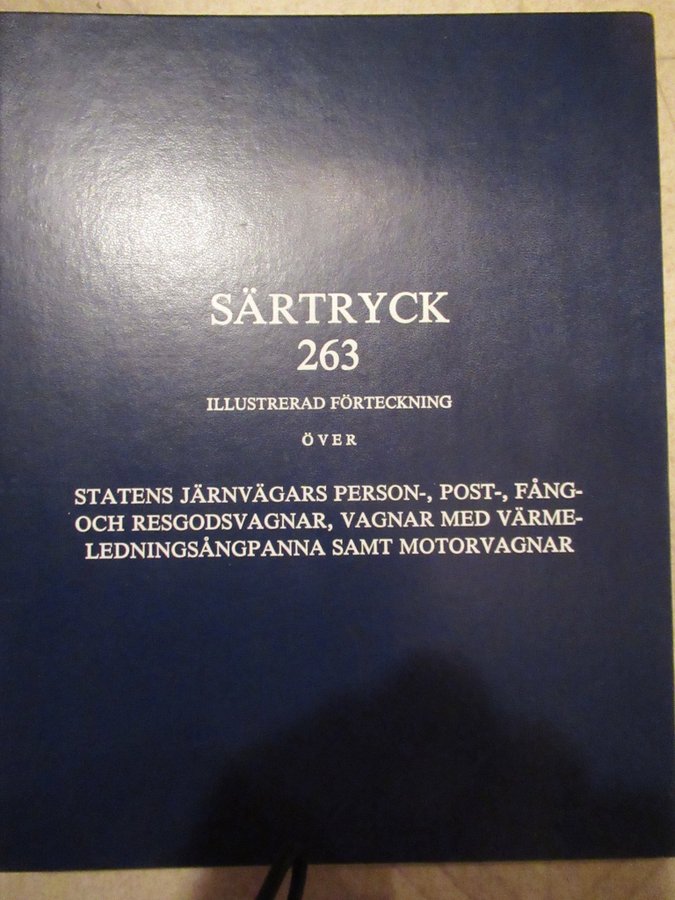 SÄRTRYCK
263
ILLUSTRERAD FÖRTECKNING
ÖVER
STATENS JÄRNVÄGARS PERSON-, POST-, FÅNG-
OCH RESGODSVAGNAR, VAGNAR MED VÄRME-
LEDNINGSÅNGPANNA SAMT MOTORVAGNAR